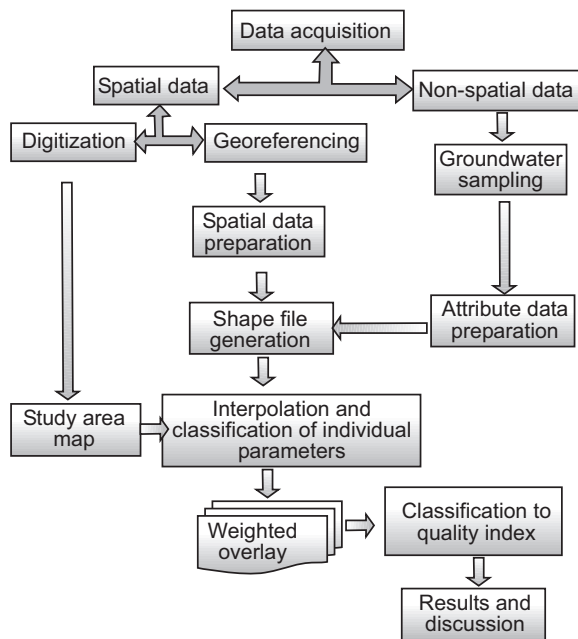 Data acquisition
Spatial data
Non-spatial data
Digitization
Georeferencing
Groundwater
sampling
Spatial data
preparation
Shape file
generation
Attribute data
preparation
Study area
map
Interpolation and
classification of individual
parameters
Weighted
overlay
Classification to
quality index
Results and
discussion